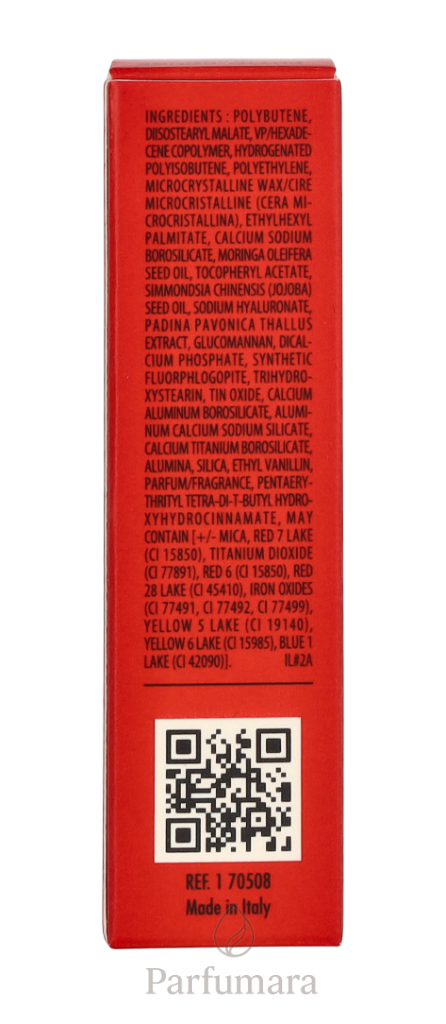 INGREDIENTS : POLYBUTENE,
DIISOSTEARYL MALATE, VP/HEXADE-
CENE COPOLYMER, HYDROGENATED
POLYISOBUTENE, POLYETHYLENE,
MICROCRYSTALLINE WAX/CIRE
MICROCRISTALLINE (CERA MI-
CROCRISTALLINA), ETHYLHEXYL
PALMITATE, CALCIUM SODIUM
BOROSILICATE, MORINGA OLEIFERA
SEED OIL, TOCOPHERYL ACETATE,
SIMMONDSIA CHINENSIS (JOJOBA)
SEED OIL, SODIUM HYALURONATE,
PADINA PAVONICA THALLUS
EXTRACT, GLUCOMANNAN, DICAL-
CIUM PHOSPHATE, SYNTHETIC
FLUORPHLOGOPITE, TRIHYDRO-
XYSTEARIN, TIN OXIDE, CALCIUM
ALUMINUM BOROSILICATE, ALUMI-
NUM CALCIUM SODIUM SILICATE,
CALCIUM TITANIUM BOROSILICATE,
ALUMINA, SILICA, ETHYL VANILLIN,
PARFUM/FRAGRANCE, PENTAERY-
THRITYL TETRA-DI-T-BUTYL HYDRO-
XYHYDROCINNAMATE, MAY
CONTAIN [+/- MICA, RED 7 LAKE
(CI 15850), TITANIUM DIOXIDE
(CI 77891), RED 6 (CI 15850), RED
28 LAKE (CI 45410), IRON OXIDES
(CI 77491, CI 77492, CI 77499),
YELLOW 5 LAKE (CI 19140),
YELLOW 6 LAKE (CI 15985), BLUE 1
LAKE (CI 42090)]. IL#2A
REF. 1 70508
Made in Italy
Parfumara